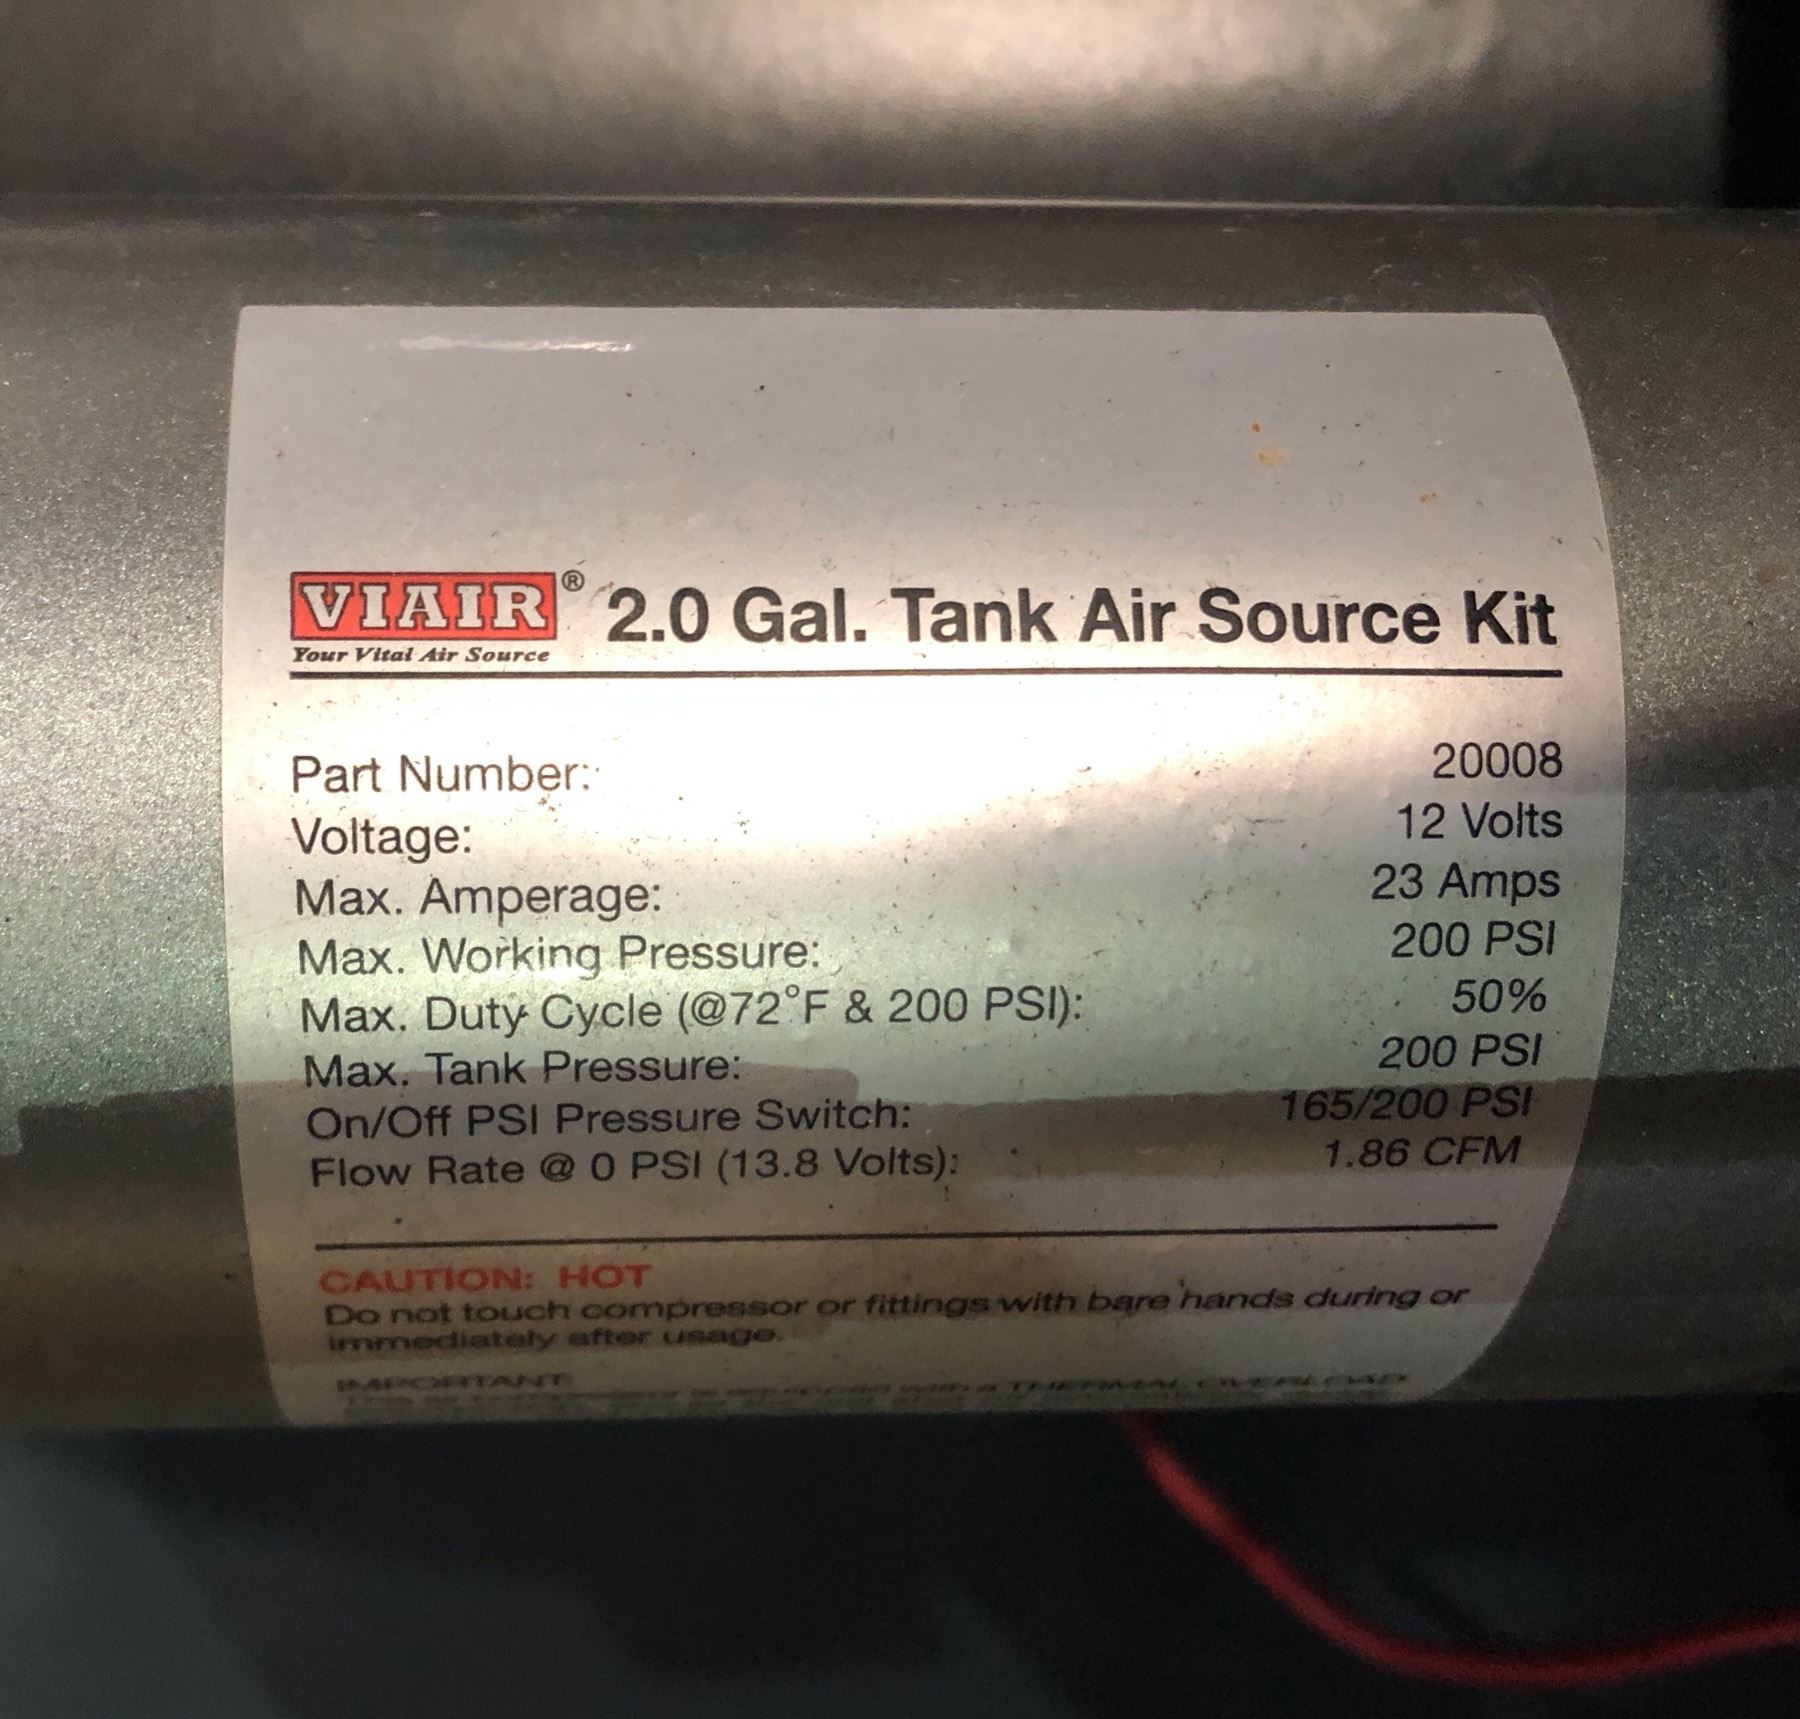 VIAIR® 2.0 Gal. Tank Air Source Kit
Your Vital Air Source
Part Number: 20008
Voltage: 12 Volts
Max. Amperage: 23 Amps
Max. Working Pressure: 200 PSI
Max. Duty Cycle (@72°F & 200 PSI): 50%
Max. Tank Pressure: 200 PSI
On/Off PSI Pressure Switch: 165/200 PSI
Flow Rate @ 0 PSI (13.8 Volts): 1.86 CFM
CAUTION: HOT
Do not touch compressor or fittings with bare hands during or
immediately after usage.
IMPORTANT:
with a THERMAL OVERLOAD